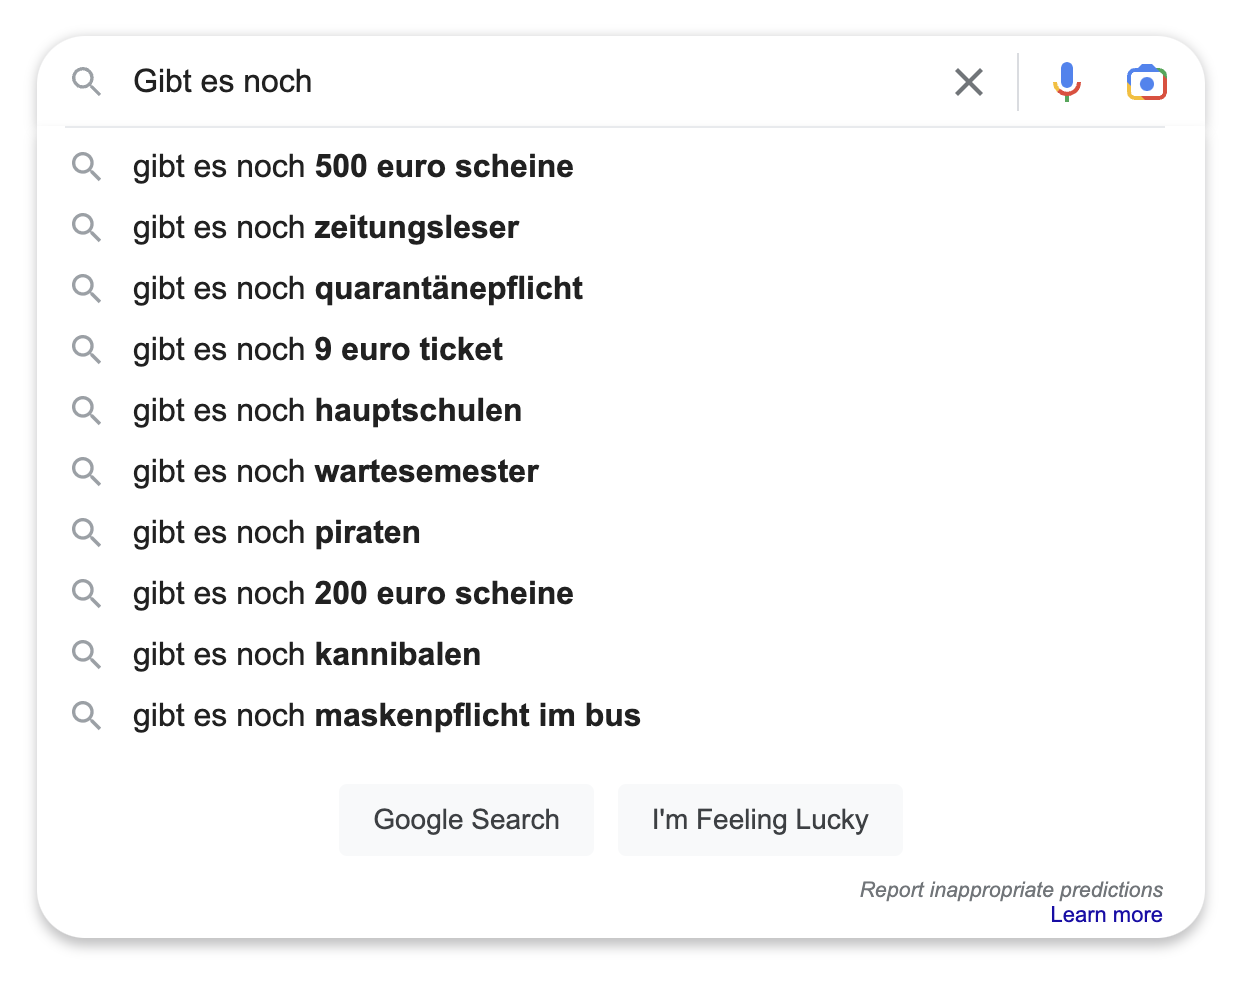 Gibt es noch
gibt es noch 500 euro scheine
gibt es noch zeitungsleser
gibt es noch quarantänepflicht
gibt es noch 9 euro ticket
gibt es noch hauptschulen
gibt es noch wartesemester
gibt es noch piraten
gibt es noch 200 euro scheine
gibt es noch kannibalen
gibt es noch maskenpflicht im bus
Google Search I'm Feeling Lucky
Report inappropriate predictions
Learn more